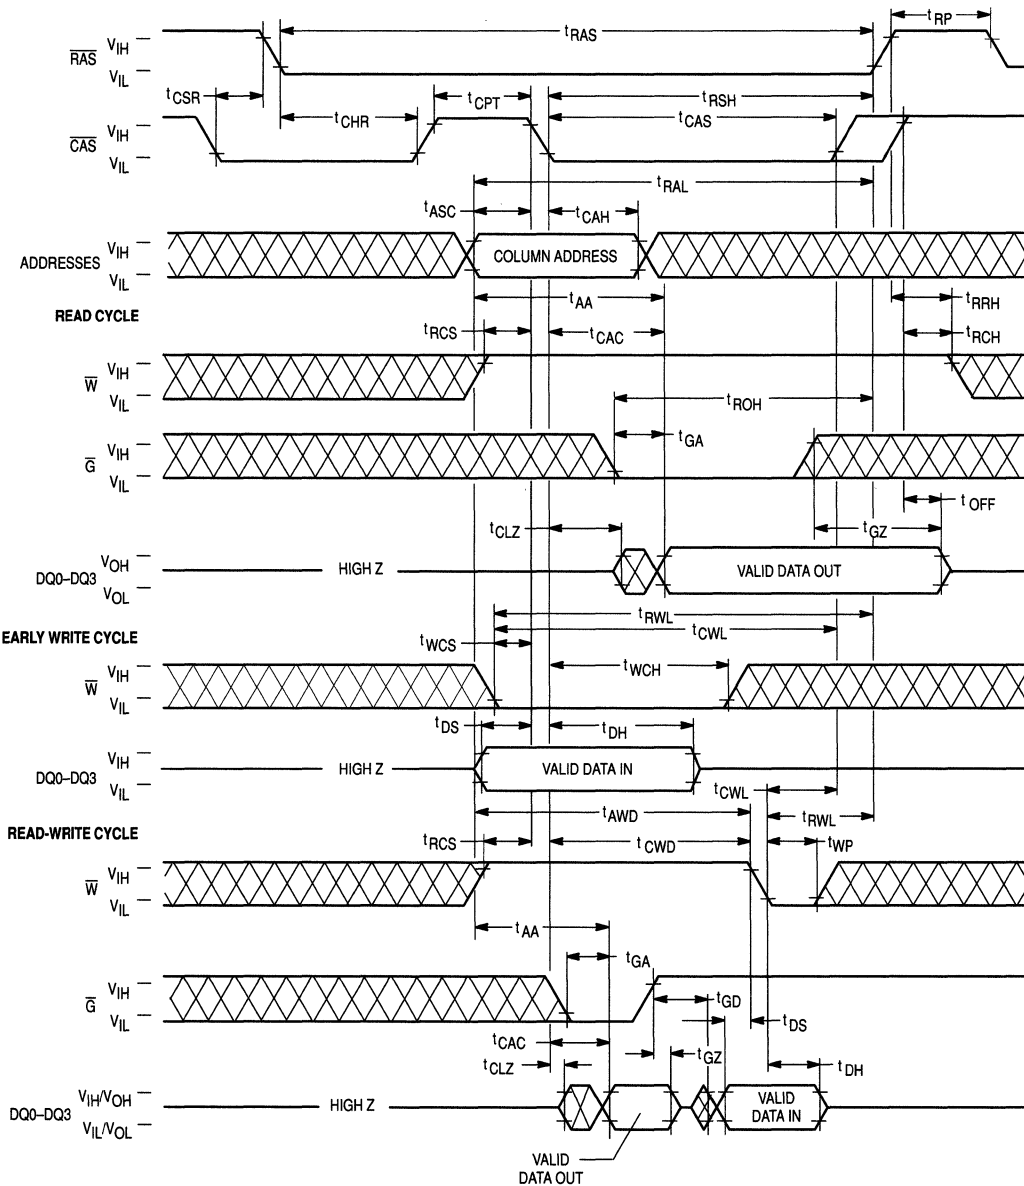 tRP
tRAS
RAS
VIH
VIL
tCSR
tCHR
tCPT
tRSH
tCAS
CAS
VIH
VIL
tRAL
tASC
tCAH
ADDRESSES
VIH
VIL
COLUMN ADDRESS
tAA
tRRH
READ CYCLE
tRCS
tCAC
tRCH
W
VIH
VIL
tROH
tGA
G
VIH
VIL
tOFF
tCLZ
tGZ
DQ0–DQ3
VOH
VOL
HIGH Z
VALID DATA OUT
tRWL
EARLY WRITE CYCLE
tCWL
tWCS
tWCH
W
VIH
VIL
tDS
tDH
DQ0–DQ3
VIH
VIL
HIGH Z
VALID DATA IN
tCWL
tAWD
tRWL
READ-WRITE CYCLE
tRCS
tCWD
tWP
W
VIH
VIL
tAA
tGA
G
VIH
VIL
tGD
tDS
tCAC
tCLZ
tGZ
tDH
DQ0–DQ3
VIH/VOH
VIL/VOL
HIGH Z
VALID
DATA IN
VALID
DATA OUT